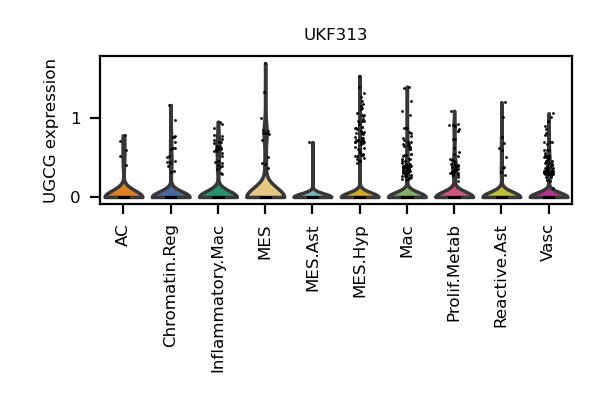 UKF313
UGCG expression
1
0
AC
Chromatin.Reg
Inflammatory.Mac
MES
MES.Ast
MES.Hyp
Mac
Prolif.Metab
Reactive.Ast
Vasc